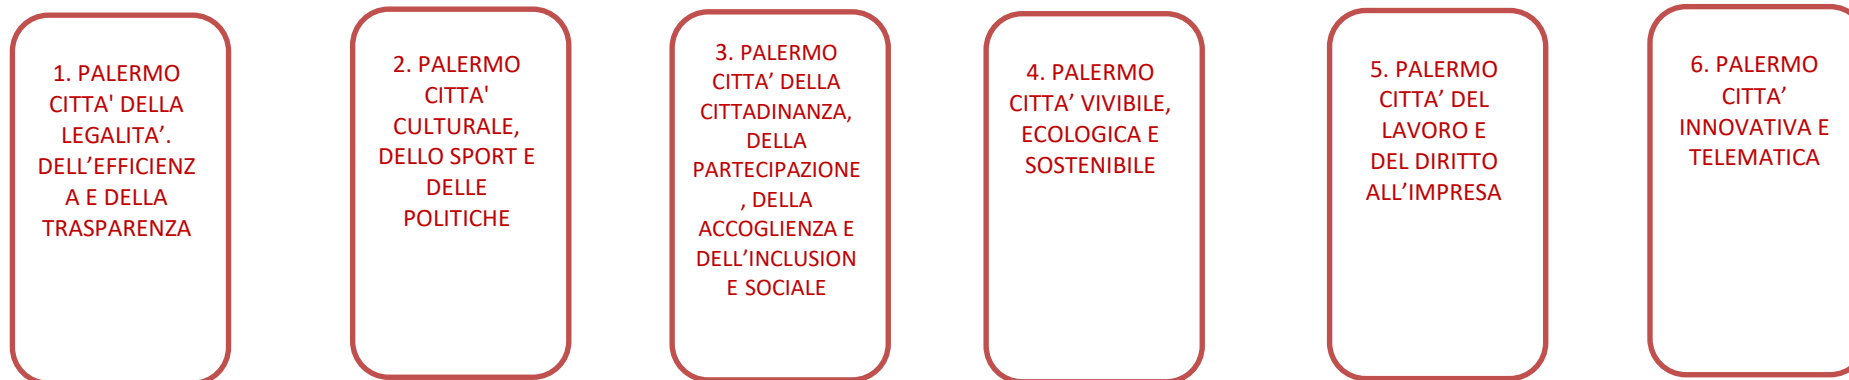 1. PALERMO
CITTA' DELLA
LEGALITA’.
DELL’EFFICIENZ
A E DELLA
TRASPARENZA
2. PALERMO
CITTA'
CULTURALE,
DELLO SPORT E
DELLE
POLITICHE
3. PALERMO
CITTA’ DELLA
CITTADINANZA,
DELLA
PARTECIPAZIONE
, DELLA
ACCOGLIENZA E
DELL’INCLUSION
E SOCIALE
4. PALERMO
CITTA’ VIVIBILE,
ECOLOGICA E
SOSTENIBILE
5. PALERMO
CITTA’ DEL
LAVORO E
DEL DIRITTO
ALL’IMPRESA
6. PALERMO
CITTA’
INNOVATIVA E
TELEMATICA